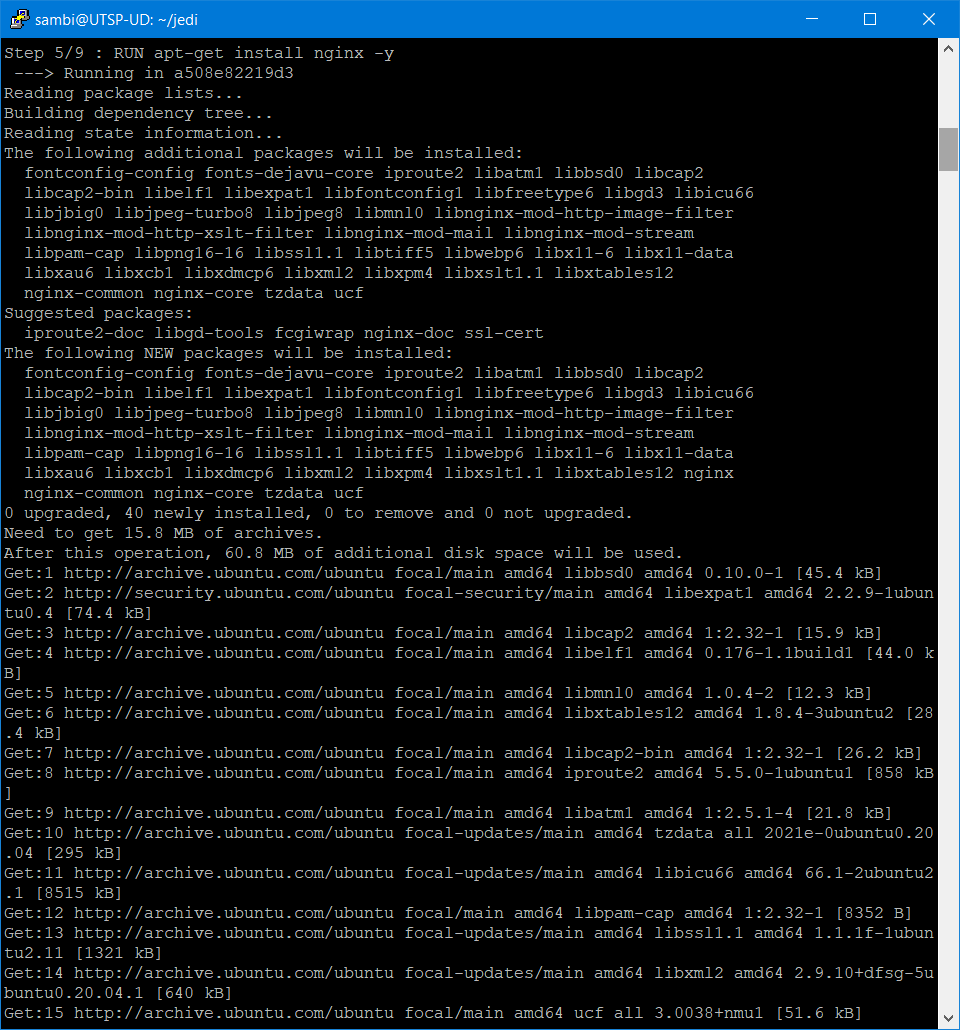 sambi@UTSP-UD: ~/jedi
Step 5/9 : RUN apt-get install nginx -y
 ---> Running in a508e82219d3
Reading package lists...
Building dependency tree...
Reading state information...
The following additional packages will be installed:
  fontconfig-config fonts-dejavu-core iproute2 libatm1 libbsd0 libcap2
  libcap2-bin libelf1 libexpat1 libfontconfig1 libfreetype6 libgd3 libicu66
  libjbig0 libjpeg-turbo8 libjpeg8 libmnl0 libnginx-mod-http-image-filter
  libnginx-mod-http-xslt-filter libnginx-mod-mail libnginx-mod-stream
  libpam-cap libpng16-16 libssl1.1 libtiff5 libwebp6 libx11-6 libx11-data
  libxau6 libxcb1 libxdmcp6 libxml2 libxpm4 libxslt1.1 libxtables12
  nginx-common nginx-core tzdata ucf
Suggested packages:
  iproute2-doc libgd-tools fcgiwrap nginx-doc ssl-cert
The following NEW packages will be installed:
  fontconfig-config fonts-dejavu-core iproute2 libatm1 libbsd0 libcap2
  libcap2-bin libelf1 libexpat1 libfontconfig1 libfreetype6 libgd3 libicu66
  libjbig0 libjpeg-turbo8 libjpeg8 libmnl0 libnginx-mod-http-image-filter
  libnginx-mod-http-xslt-filter libnginx-mod-mail libnginx-mod-stream
  libpam-cap libpng16-16 libssl1.1 libtiff5 libwebp6 libx11-6 libx11-data
  libxau6 libxcb1 libxdmcp6 libxml2 libxpm4 libxslt1.1 libxtables12 nginx
  nginx-common nginx-core tzdata ucf
0 upgraded, 40 newly installed, 0 to remove and 0 not upgraded.
Need to get 15.8 MB of archives.
After this operation, 60.8 MB of additional disk space will be used.
Get:1 http://archive.ubuntu.com/ubuntu focal/main amd64 libbsd0 amd64 0.10.0-1 [45.4 kB]
Get:2 http://security.ubuntu.com/ubuntu focal-security/main amd64 libexpat1 amd64 2.2.9-1ubun
tu0.4 [74.4 kB]
Get:3 http://archive.ubuntu.com/ubuntu focal/main amd64 libcap2 amd64 1:2.32-1 [15.9 kB]
Get:4 http://archive.ubuntu.com/ubuntu focal/main amd64 libelf1 amd64 0.176-1.1build1 [44.0 k
B]
Get:5 http://archive.ubuntu.com/ubuntu focal/main amd64 libmnl0 amd64 1.0.4-2 [12.3 kB]
Get:6 http://archive.ubuntu.com/ubuntu focal/main amd64 libxtables12 amd64 1.8.4-3ubuntu2 [28
.4 kB]
Get:7 http://archive.ubuntu.com/ubuntu focal/main amd64 libcap2-bin amd64 1:2.32-1 [26.2 kB]
Get:8 http://archive.ubuntu.com/ubuntu focal/main amd64 iproute2 amd64 5.5.0-1ubuntu1 [858 kB
]
Get:9 http://archive.ubuntu.com/ubuntu focal/main amd64 libatm1 amd64 1:2.5.1-4 [21.8 kB]
Get:10 http://archive.ubuntu.com/ubuntu focal-updates/main amd64 tzdata all 2021e-0ubuntu0.20
.04 [295 kB]
Get:11 http://archive.ubuntu.com/ubuntu focal-updates/main amd64 libicu66 amd64 66.1-2ubuntu2
.1 [8515 kB]
Get:12 http://archive.ubuntu.com/ubuntu focal/main amd64 libpam-cap amd64 1:2.32-1 [8352 B]
Get:13 http://archive.ubuntu.com/ubuntu focal-updates/main amd64 libssl1.1 amd64 1.1.1f-1ubun
tu2.11 [1321 kB]
Get:14 http://archive.ubuntu.com/ubuntu focal-updates/main amd64 libxml2 amd64 2.9.10+dfsg-5u
buntu0.20.04.1 [640 kB]
Get:15 http://archive.ubuntu.com/ubuntu focal/main amd64 ucf all 3.0038+nmu1 [51.6 kB]